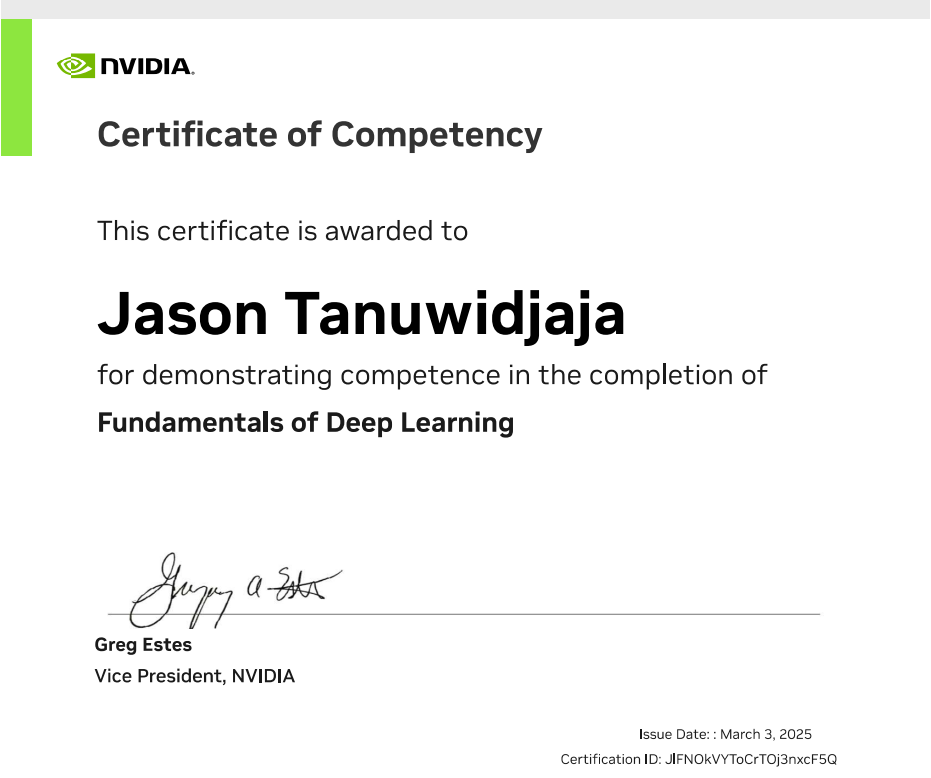 NVIDIA.
Certificate of Competency
This certificate is awarded to
Jason Tanuwidjaja
for demonstrating competence in the completion of
Fundamentals of Deep Learning
Gregory A Estes
Greg Estes
Vice President, NVIDIA
Issue Date: : March 3, 2025
Certification ID: JlFNOkVYToCrTOj3nxcF5Q